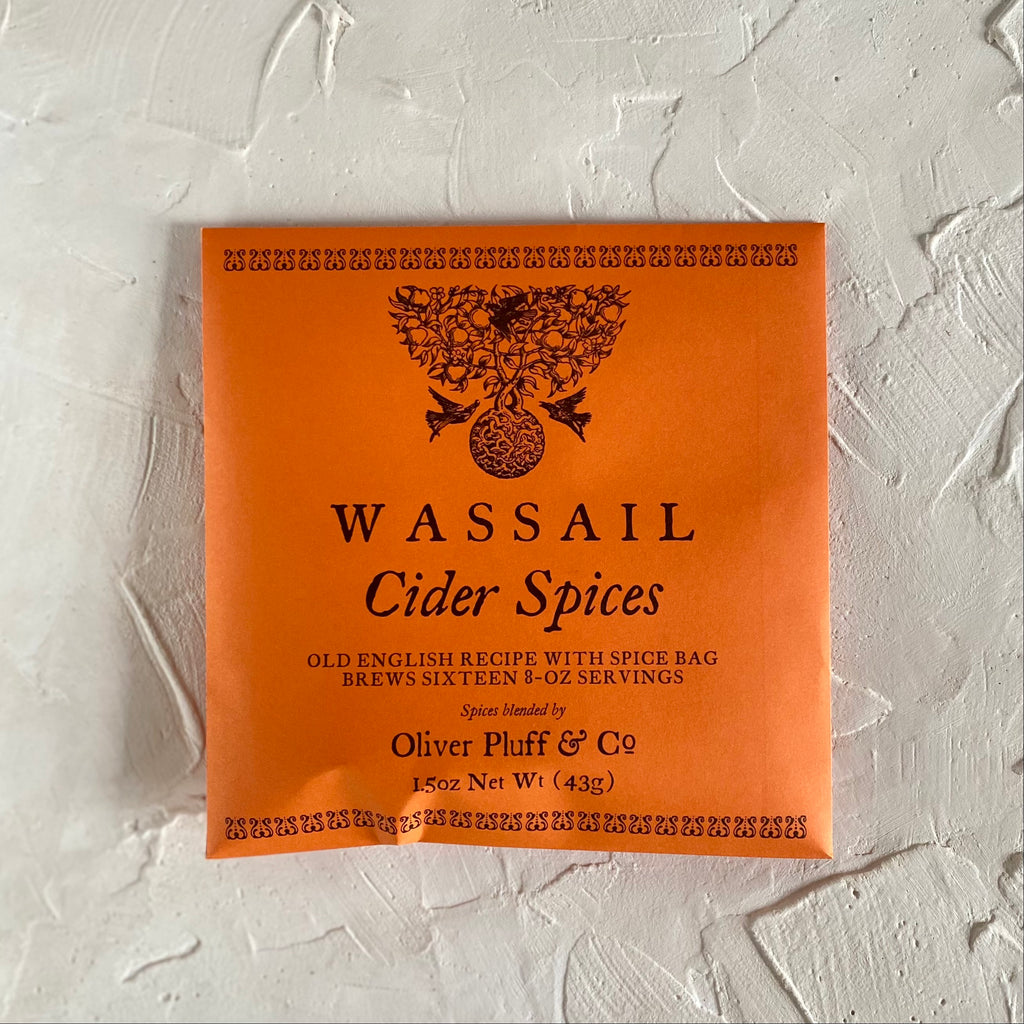 WASSAIL
Cider Spices
OLD ENGLISH RECIPE WITH SPICE BAG
BREWS SIXTEEN 8-OZ SERVINGS
Spices blended by
Oliver Pluff & Cº
1.5oz Net Wt (43g)